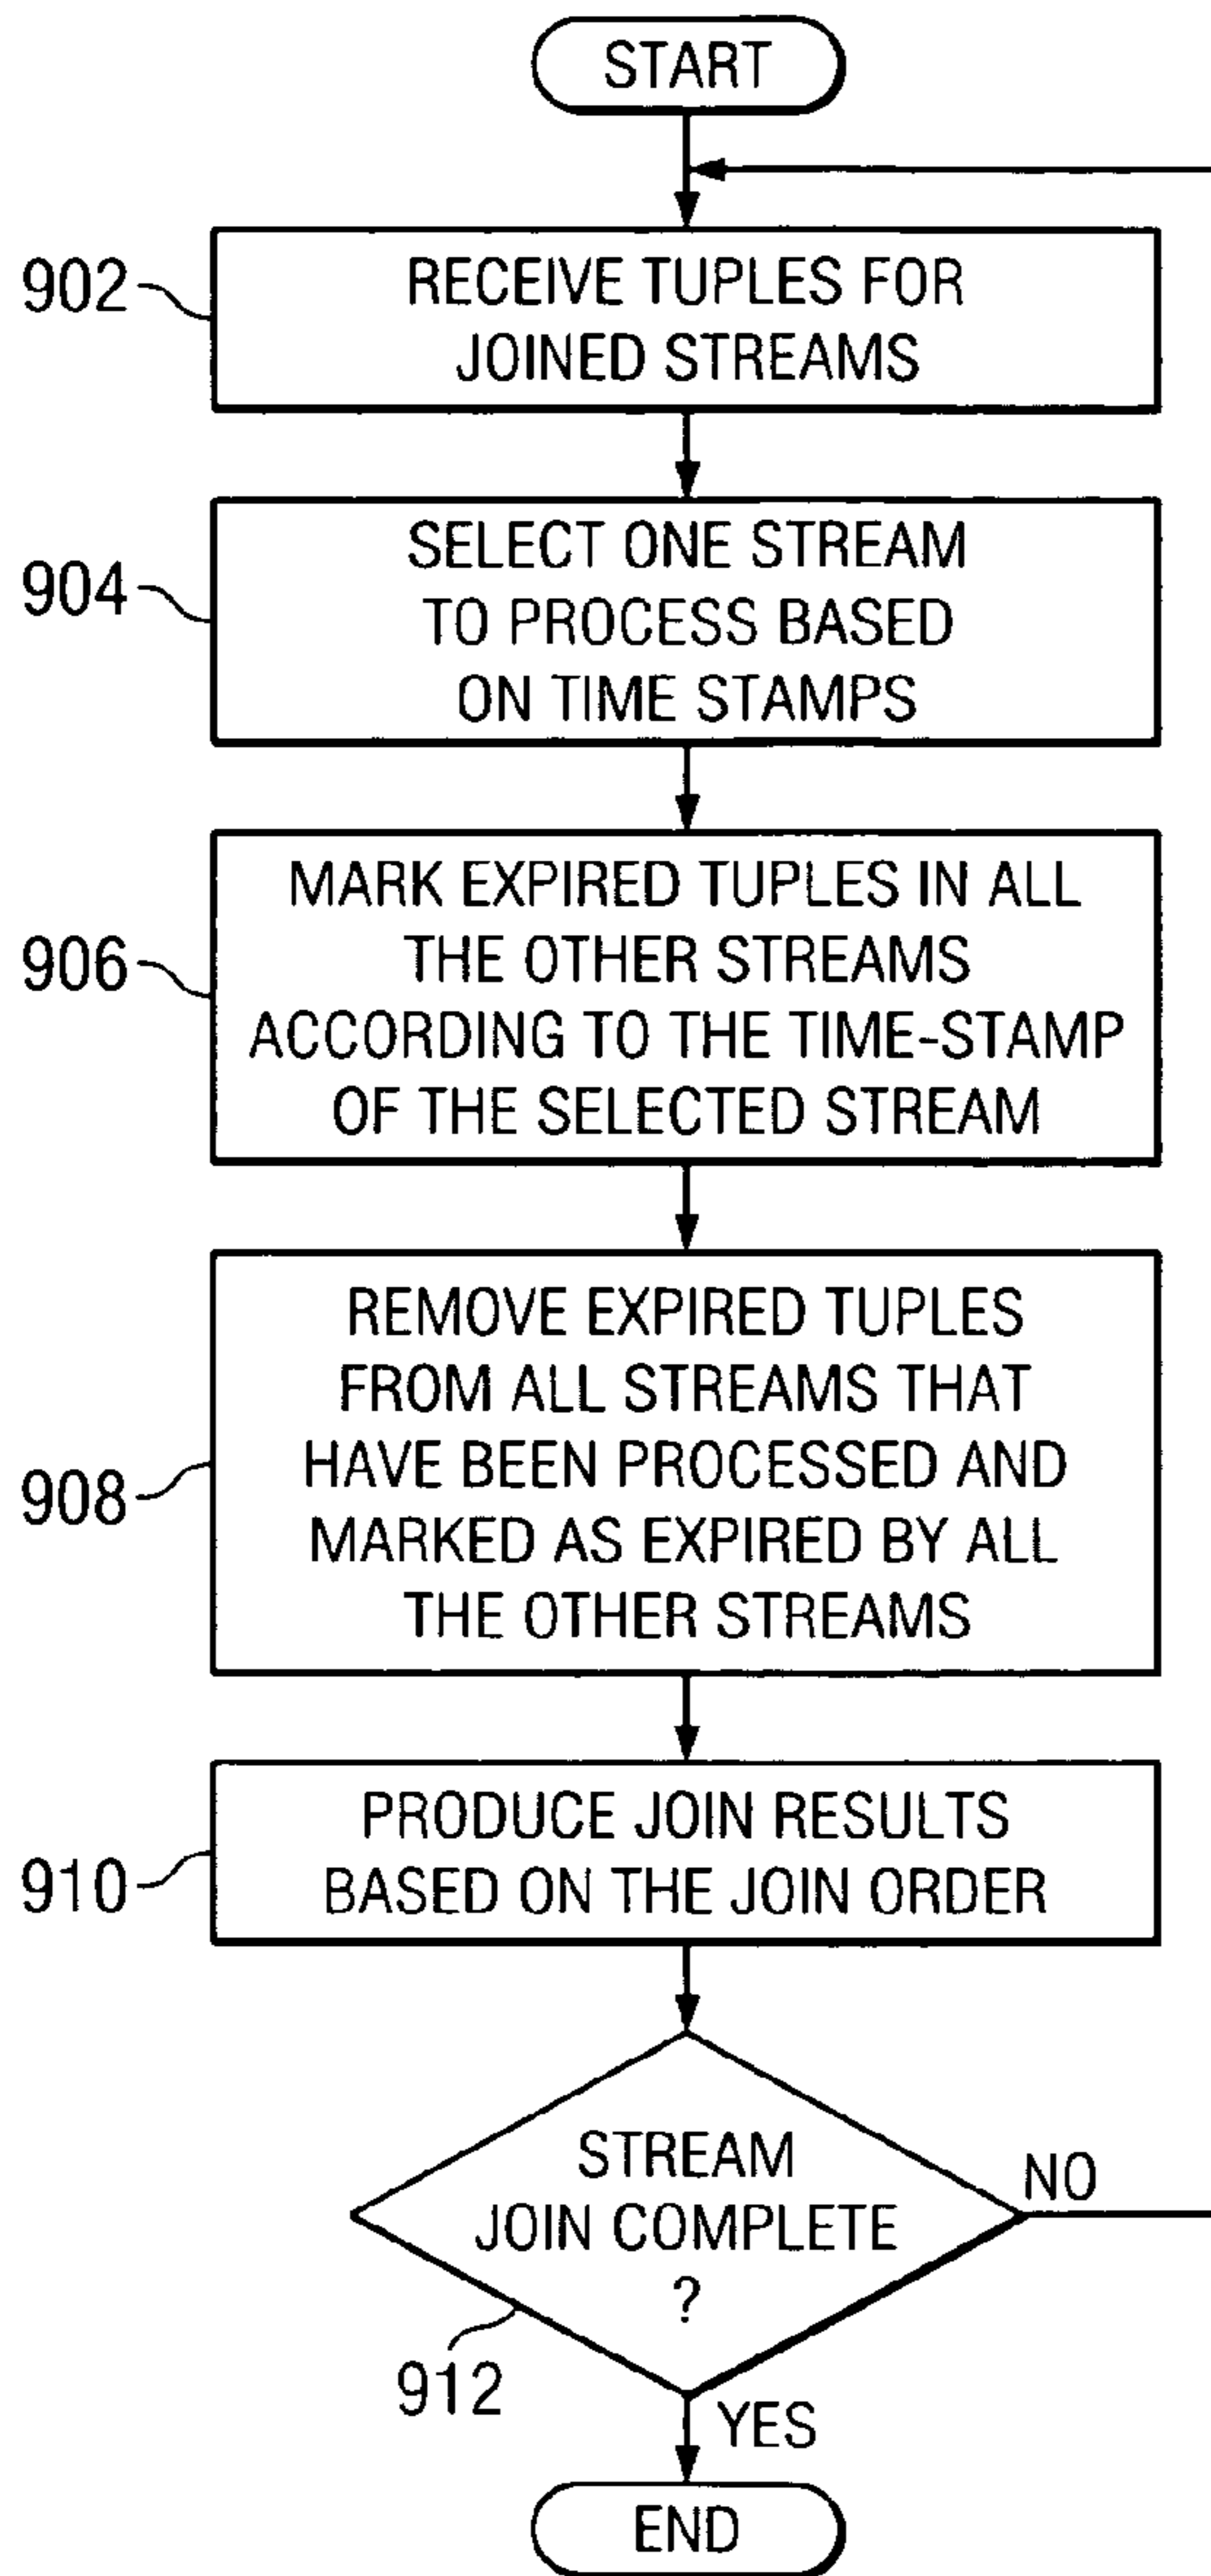 START
902
RECEIVE TUPLES FOR
JOINED STREAMS
904
SELECT ONE STREAM
TO PROCESS BASED
ON TIME STAMPS
906
MARK EXPIRED TUPLES IN ALL
THE OTHER STREAMS
ACCORDING TO THE TIME-STAMP
OF THE SELECTED STREAM
908
REMOVE EXPIRED TUPLES
FROM ALL STREAMS THAT
HAVE BEEN PROCESSED AND
MARKED AS EXPIRED BY ALL
THE OTHER STREAMS
910
PRODUCE JOIN RESULTS
BASED ON THE JOIN ORDER
STREAM
JOIN COMPLETE
?
NO
912
YES
END